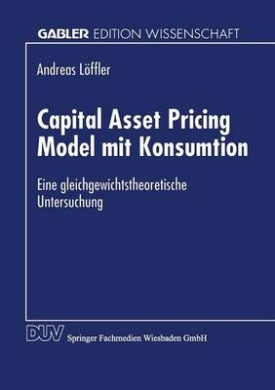 GABLER EDITION WISSENSCHAFT
Andreas Löffler
Capital Asset Pricing
Model mit Konsumtion
Eine gleichgewichtstheoretische
Untersuchung
DUV Springer Fachmedien Wiesbaden GmbH